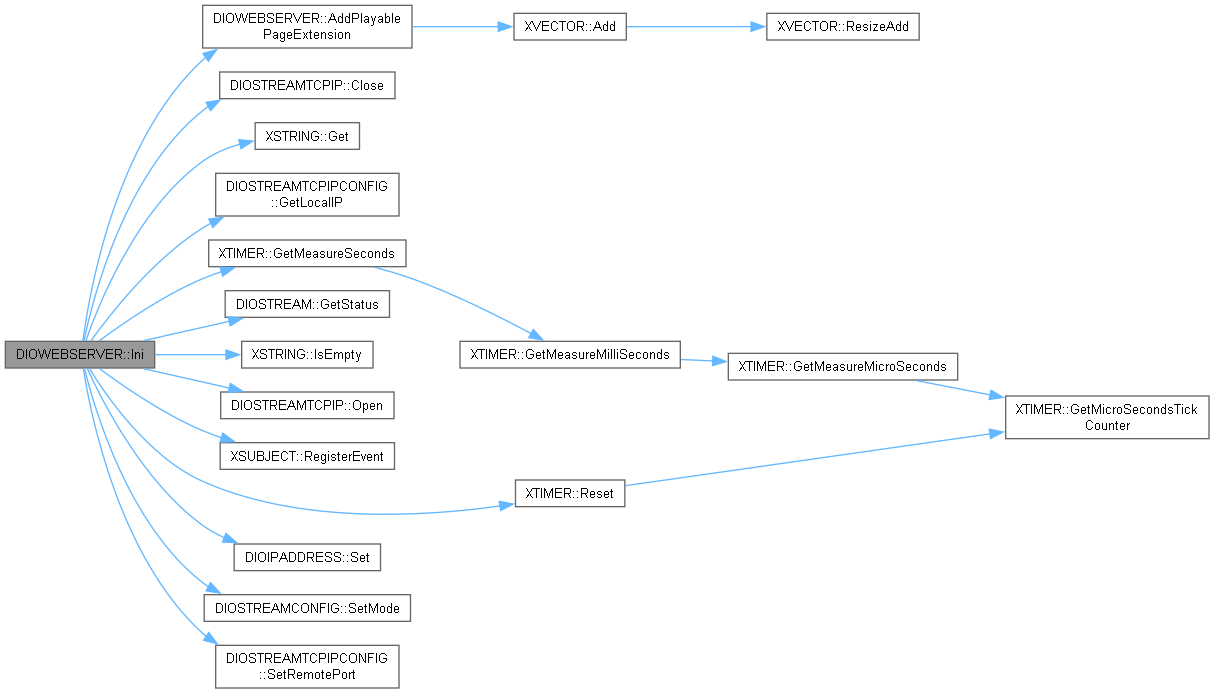 DIOWEBSERVER::AddPlayable
PageExtension
XVECTOR::Add
XVECTOR::ResizeAdd
DIOSTREAMTCPIP::Close
XSTRING::Get
DIOSTREAMTCPIPCONFIG
::GetLocalIP
XTIMER::GetMeasureSeconds
DIOSTREAM::GetStatus
DIOWEBSERVER::Ini
XSTRING::IsEmpty
XTIMER::GetMeasureMilliSeconds
XTIMER::GetMeasureMicroSeconds
DIOSTREAMTCPIP::Open
XTIMER::GetMicroSecondsTick
Counter
XSUBJECT::RegisterEvent
XTIMER::Reset
DIOIPADDRESS::Set
DIOSTREAMCONFIG::SetMode
DIOSTREAMTCPIPCONFIG
::SetRemotePort